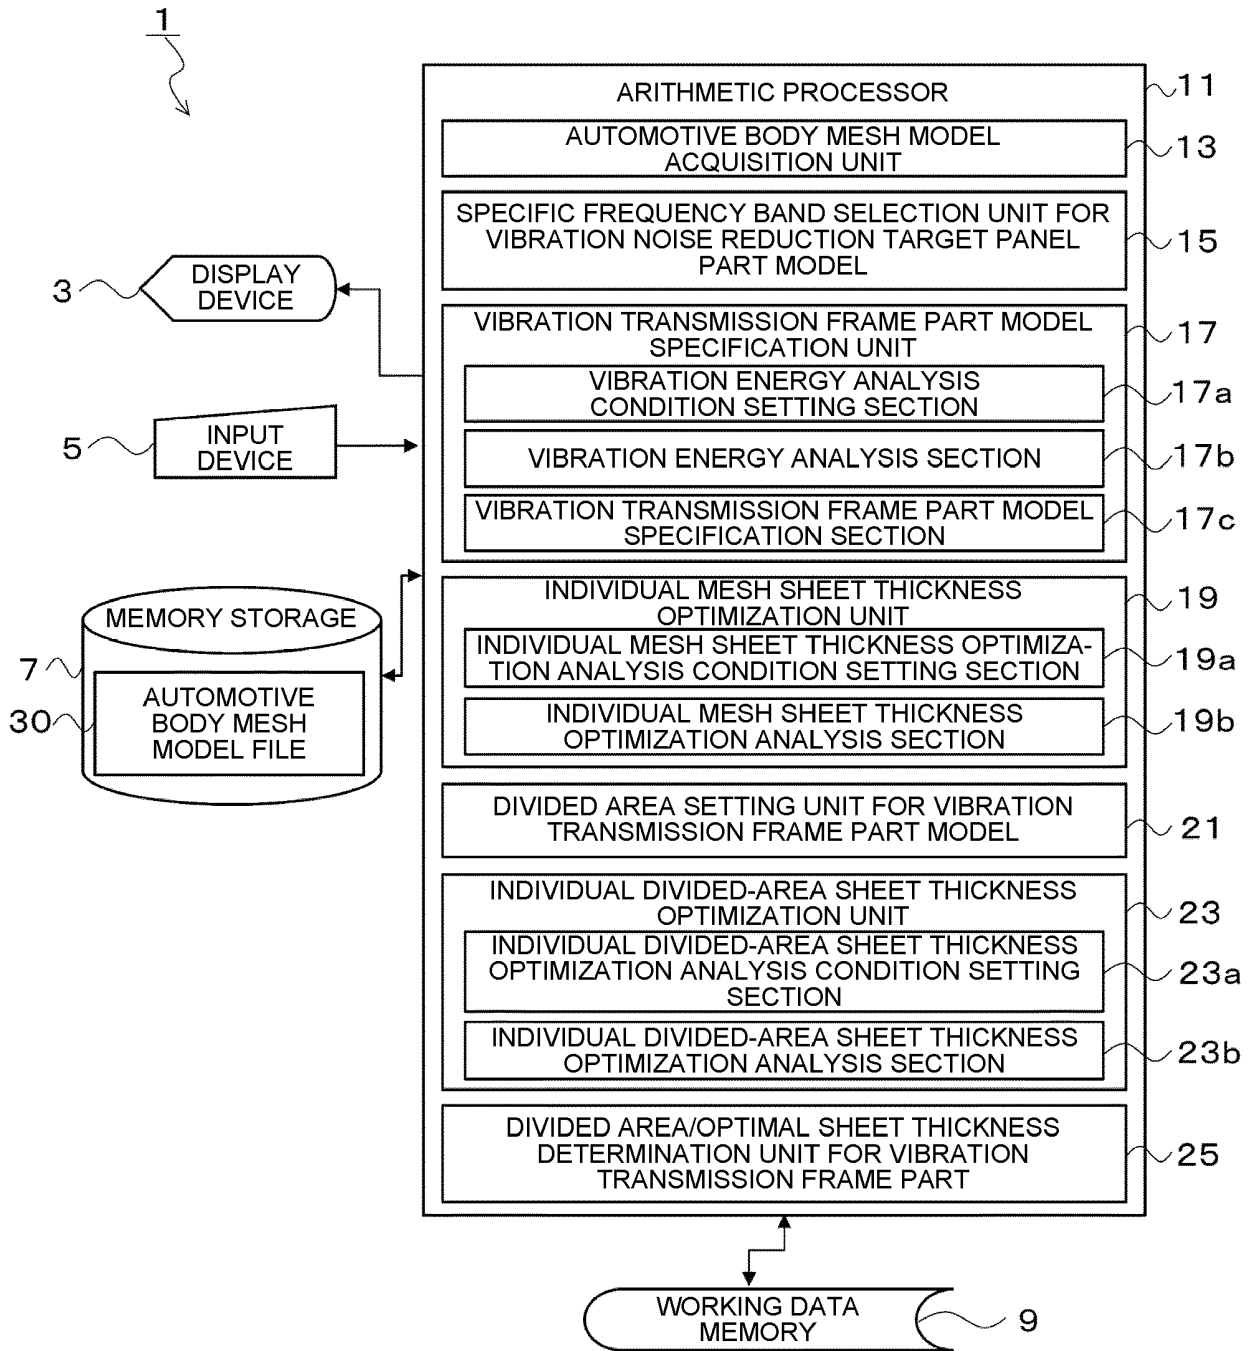 1
ARITHMETIC PROCESSOR
11
AUTOMOTIVE BODY MESH MODEL
ACQUISITION UNIT
13
SPECIFIC FREQUENCY BAND SELECTION UNIT FOR
VIBRATION NOISE REDUCTION TARGET PANEL
PART MODEL
15
DISPLAY
DEVICE
3
VIBRATION TRANSMISSION FRAME PART MODEL
SPECIFICATION UNIT
17
VIBRATION ENERGY ANALYSIS
CONDITION SETTING SECTION
17a
INPUT
DEVICE
5
VIBRATION ENERGY ANALYSIS SECTION
17b
VIBRATION TRANSMISSION FRAME PART MODEL
SPECIFICATION SECTION
17c
MEMORY STORAGE
7
AUTOMOTIVE
BODY MESH
MODEL FILE
30
INDIVIDUAL MESH SHEET THICKNESS
OPTIMIZATION UNIT
19
INDIVIDUAL MESH SHEET THICKNESS OPTIMIZA-
TION ANALYSIS CONDITION SETTING SECTION
19a
INDIVIDUAL MESH SHEET THICKNESS
OPTIMIZATION ANALYSIS SECTION
19b
DIVIDED AREA SETTING UNIT FOR VIBRATION
TRANSMISSION FRAME PART MODEL
21
INDIVIDUAL DIVIDED-AREA SHEET THICKNESS
OPTIMIZATION UNIT
23
INDIVIDUAL DIVIDED-AREA SHEET THICKNESS
OPTIMIZATION ANALYSIS CONDITION SETTING
SECTION
23a
INDIVIDUAL DIVIDED-AREA SHEET THICKNESS
OPTIMIZATION ANALYSIS SECTION
23b
DIVIDED AREA/OPTIMAL SHEET THICKNESS
DETERMINATION UNIT FOR VIBRATION
TRANSMISSION FRAME PART
25
WORKING DATA
MEMORY
9